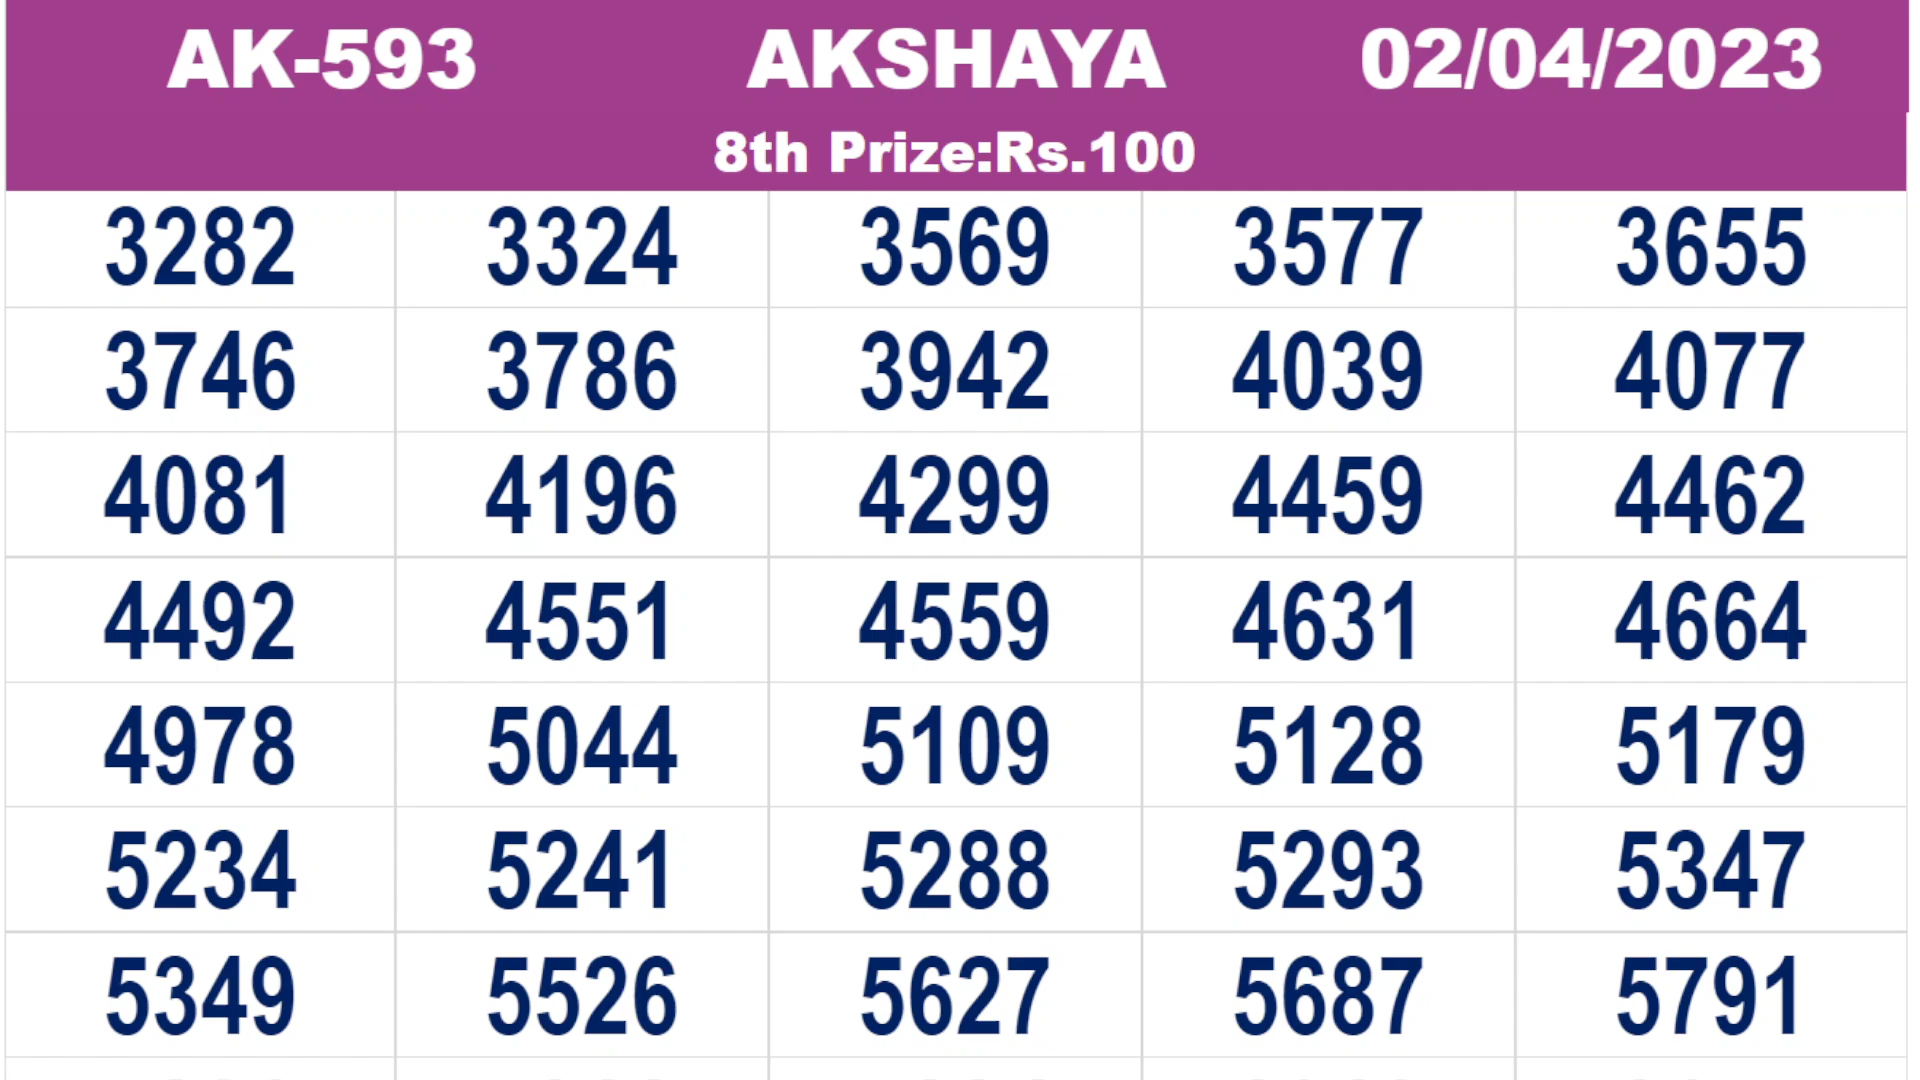 AK-593 AKSHAYA 02/04/2023
8th Prize:Rs.100
3282 3324 3569 3577 3655
3746 3786 3942 4039 4077
4081 4196 4299 4459 4462
4492 4551 4559 4631 4664
4978 5044 5109 5128 5179
5234 5241 5288 5293 5347
5349 5526 5627 5687 5791